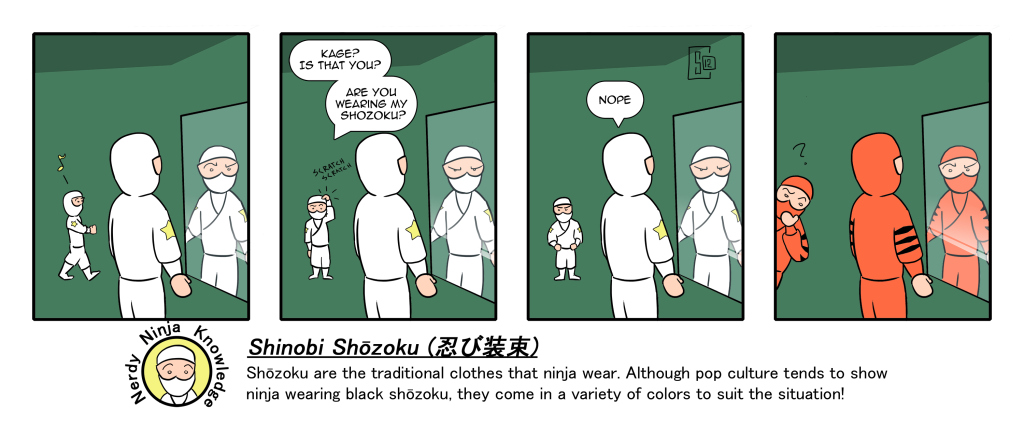 KAGE?
IS THAT YOU?
ARE YOU
WEARING MY
SHOZOKU?
SCRATCH
SCRATCH
NOPE
S
12
?
Nerdy Ninja Knowledge
Shinobi Shōzoku (忍び装束)
Shōzoku are the traditional clothes that ninja wear. Although pop culture tends to show
ninja wearing black shōzoku, they come in a variety of colors to suit the situation!